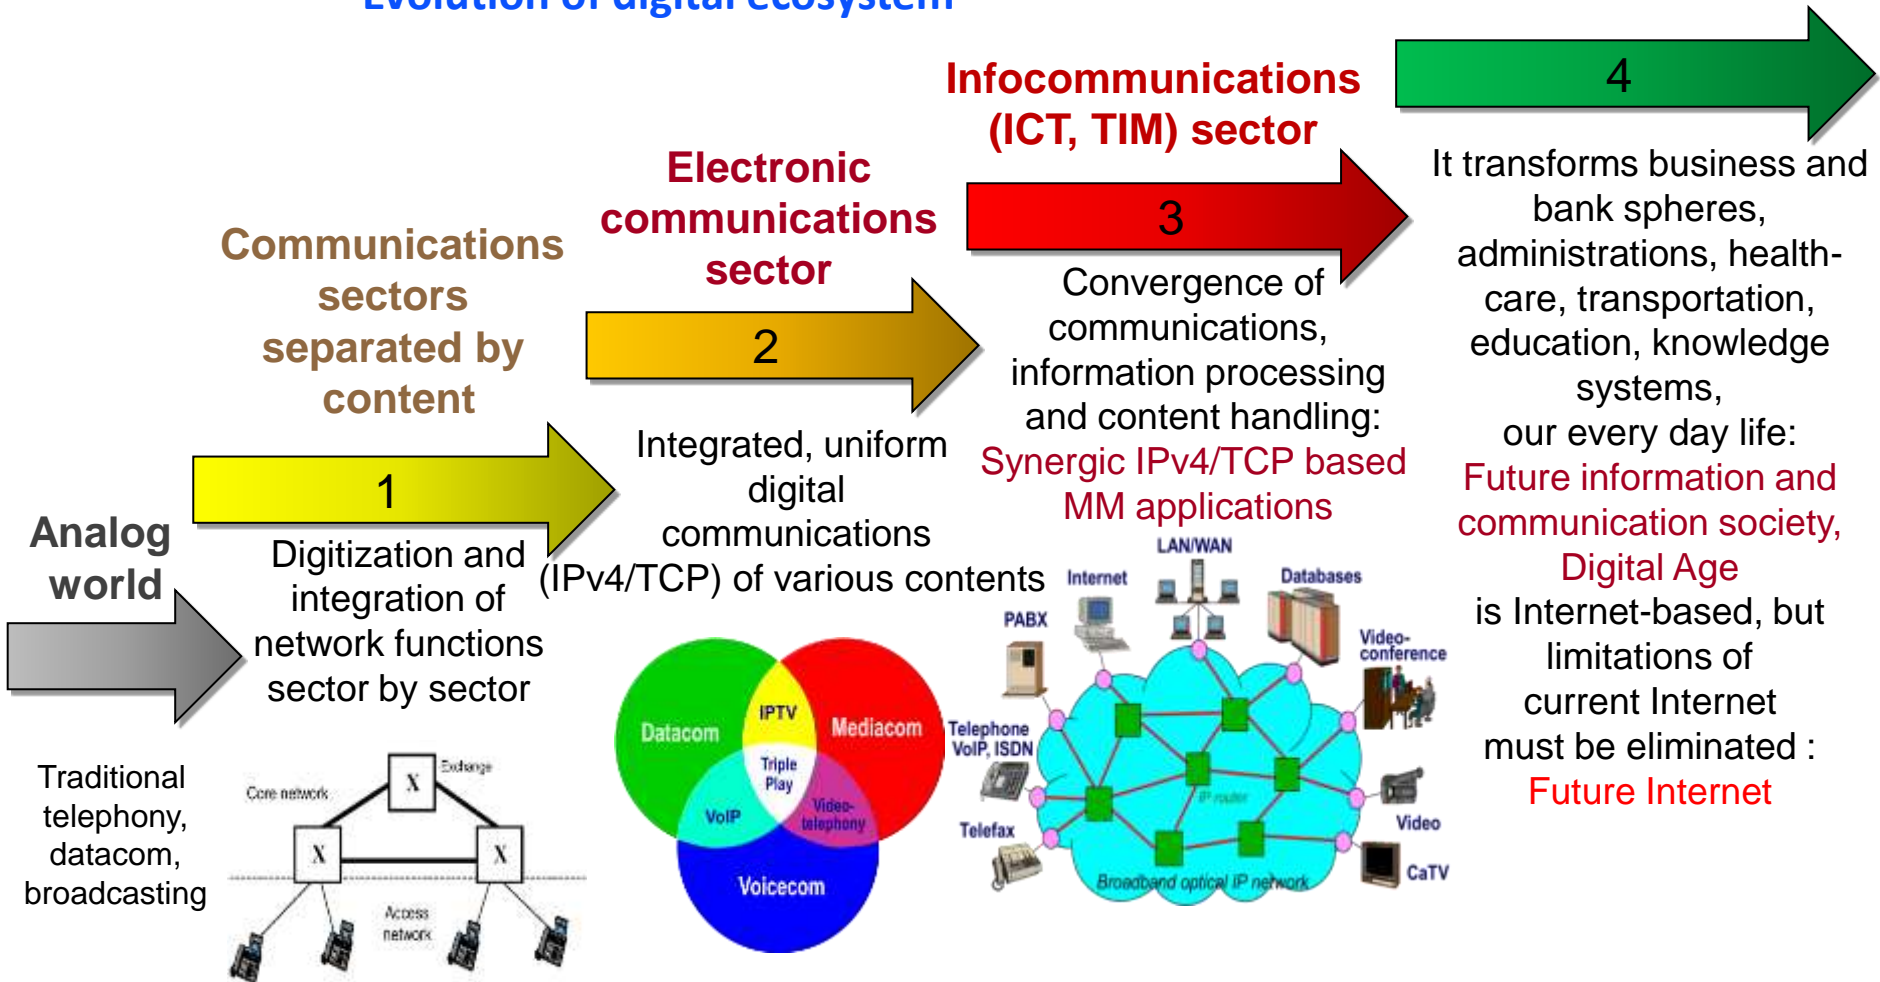 Evolution of digital ecosystem
Analog
world
Traditional
telephony,
datacom,
broadcasting
Communications
sectors
separated by
content
1
Digitization and
integration of
network functions
sector by sector
Exchange
Core network
X
X
X
Access
network
Electronic
communications
sector
2
Integrated, uniform
digital
communications
(IPv4/TCP) of various contents
Datacom
IPTV
Mediacom
Triple
Play
VoIP
Video-
telephony
Voicecom
Infocommunications
(ICT, TIM) sector
3
Convergence of
communications,
information processing
and content handling:
Synergic IPv4/TCP based
MM applications
LAN/WAN
Internet
Databases
PABX
Video-
conference
Telephone
VoIP, ISDN
IP router
Telefax
Video
CaTV
Broadband optical IP network
4
It transforms business and
bank spheres,
administrations, health-
care, transportation,
education, knowledge
systems,
our every day life:
Future information and
communication society,
Digital Age
is Internet-based, but
limitations of
current Internet
must be eliminated :
Future Internet